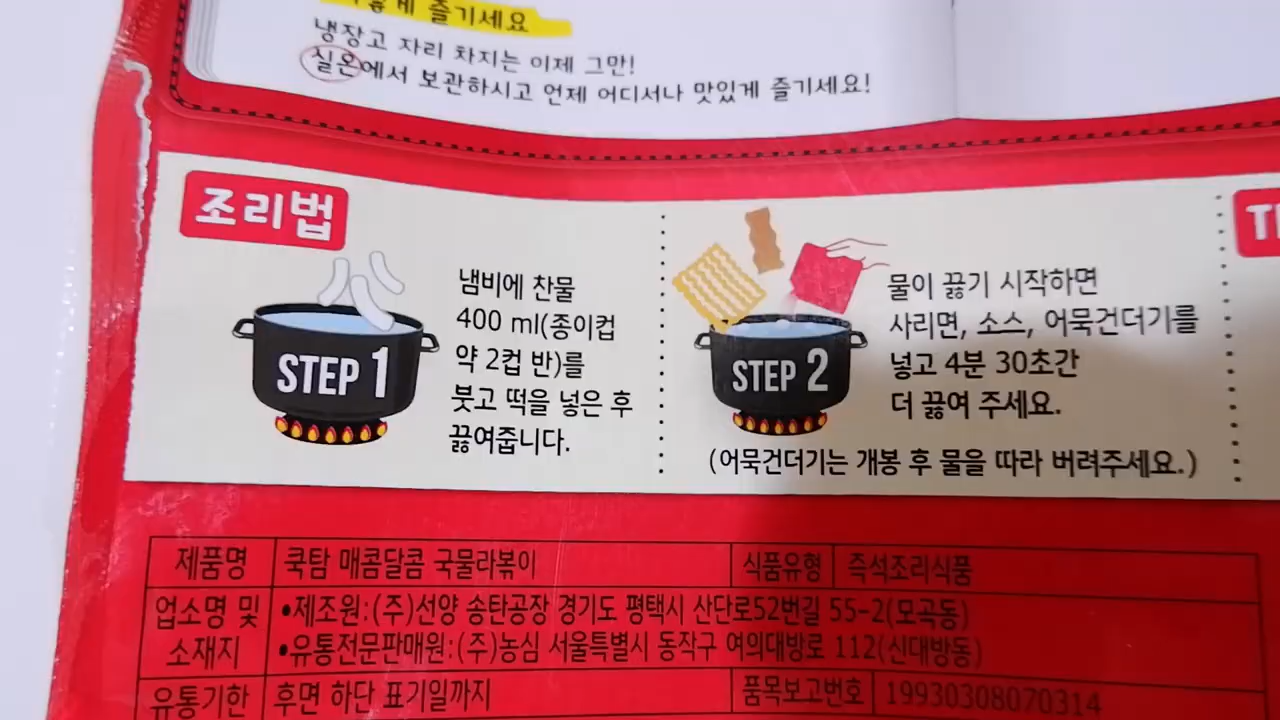 즐기세요
냉장고 자리 차지는 이제 그만!
실온에서 보관하시고 언제 어디서나 맛있게 즐기세요!
조리법
STEP 1
냄비에 찬물
400 ml(종이컵
약 2컵 반)를
붓고 떡을 넣은 후
끓여줍니다.
STEP 2
물이 끓기 시작하면
사리면, 소스, 어묵건더기를
넣고 4분 30초간
더 끓여 주세요.
(어묵건더기는 개봉 후 물을 따라 버려주세요.)
제품명 쿡탐 매콤달콤 국물라볶이 식품유형 즉석조리식품
업소명 및 •제조원:(주)선양 송탄공장 경기도 평택시 산단로52번길 55-2(모곡동)
소재지 •유통전문판매원:(주)농심 서울특별시 동작구 여의대방로 112(신대방동)
유통기한 후면 하단 표기일까지 품목보고번호 19930308070314